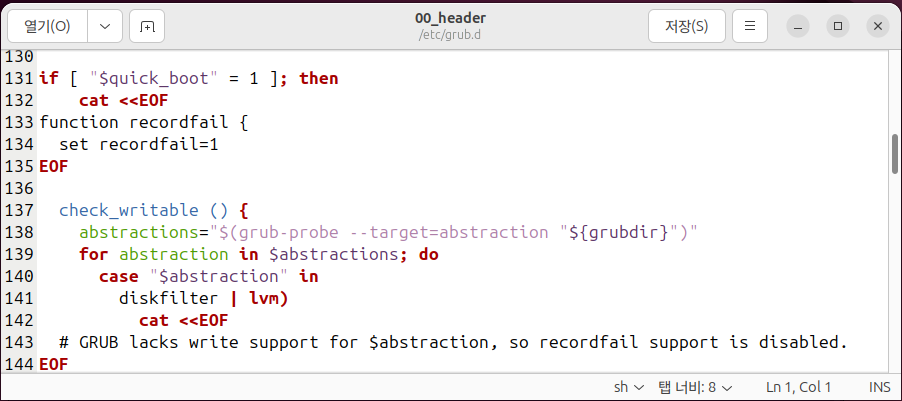 열기(O)
00_header
/etc/grub.d
저장(S)
130
131 if [ "$quick_boot" = 1 ]; then
132     cat <<EOF
133 function recordfail {
134   set recordfail=1
135 EOF
136
137   check_writable () {
138     abstractions="$(grub-probe --target=abstraction "${grubdir}")"
139     for abstraction in $abstractions; do
140       case "$abstraction" in
141         diskfilter | lvm)
142           cat <<EOF
143   # GRUB lacks write support for $abstraction, so recordfail support is disabled.
144 EOF
sh 탭 너비: 8 Ln 1, Col 1 INS